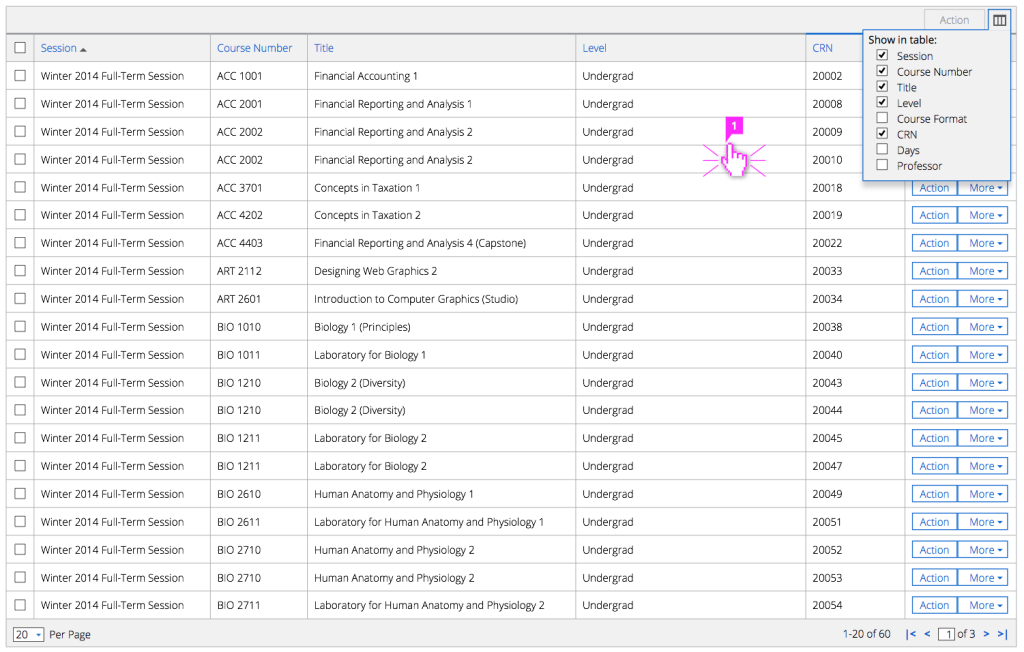 Action
Session Course Number Title Level CRN
Show in table:
Session
Course Number
Title
Level
Course Format
CRN
Days
Professor
Winter 2014 Full-Term Session ACC 1001 Financial Accounting 1 Undergrad 20002
Winter 2014 Full-Term Session ACC 2001 Financial Reporting and Analysis 1 Undergrad 20008
Winter 2014 Full-Term Session ACC 2002 Financial Reporting and Analysis 2 Undergrad 20009
1
Winter 2014 Full-Term Session ACC 2002 Financial Reporting and Analysis 2 Undergrad 20010
Winter 2014 Full-Term Session ACC 3701 Concepts in Taxation 1 Undergrad 20018 Action More
Winter 2014 Full-Term Session ACC 4202 Concepts in Taxation 2 Undergrad 20019 Action More
Winter 2014 Full-Term Session ACC 4403 Financial Reporting and Analysis 4 (Capstone) Undergrad 20022 Action More
Winter 2014 Full-Term Session ART 2112 Designing Web Graphics 2 Undergrad 20033 Action More
Winter 2014 Full-Term Session ART 2601 Introduction to Computer Graphics (Studio) Undergrad 20034 Action More
Winter 2014 Full-Term Session BIO 1010 Biology 1 (Principles) Undergrad 20038 Action More
Winter 2014 Full-Term Session BIO 1011 Laboratory for Biology 1 Undergrad 20040 Action More
Winter 2014 Full-Term Session BIO 1210 Biology 2 (Diversity) Undergrad 20043 Action More
Winter 2014 Full-Term Session BIO 1210 Biology 2 (Diversity) Undergrad 20044 Action More
Winter 2014 Full-Term Session BIO 1211 Laboratory for Biology 2 Undergrad 20045 Action More
Winter 2014 Full-Term Session BIO 1211 Laboratory for Biology 2 Undergrad 20047 Action More
Winter 2014 Full-Term Session BIO 2610 Human Anatomy and Physiology 1 Undergrad 20049 Action More
Winter 2014 Full-Term Session BIO 2611 Laboratory for Human Anatomy and Physiology 1 Undergrad 20051 Action More
Winter 2014 Full-Term Session BIO 2710 Human Anatomy and Physiology 2 Undergrad 20052 Action More
Winter 2014 Full-Term Session BIO 2710 Human Anatomy and Physiology 2 Undergrad 20053 Action More
Winter 2014 Full-Term Session BIO 2711 Laboratory for Human Anatomy and Physiology 2 Undergrad 20054 Action More
20 Per Page 1-20 of 60 |< < 1 of 3 > >|